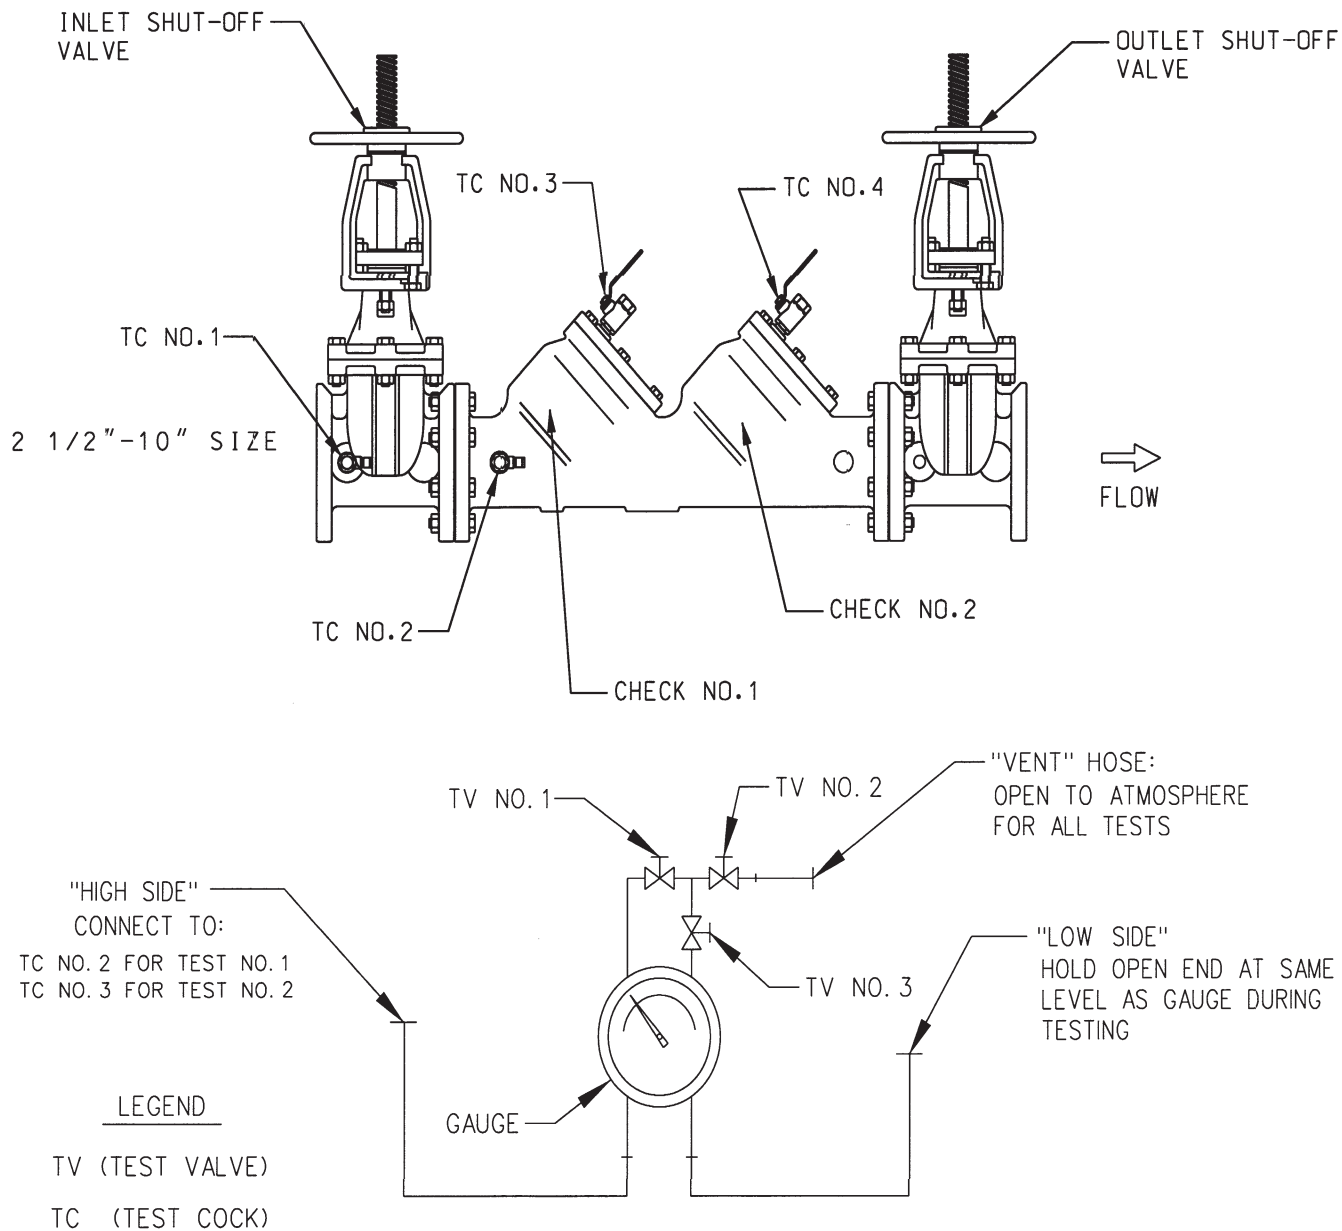 INLET SHUT-OFF
VALVE
OUTLET SHUT-OFF
VALVE
TC NO.3
TC NO.4
TC NO.1
2 1/2"-10" SIZE
FLOW
TC NO.2
CHECK NO.2
CHECK NO.1
"VENT" HOSE:
OPEN TO ATMOSPHERE
FOR ALL TESTS
TV NO.1
TV NO.2
"HIGH SIDE"
CONNECT TO:
TC NO.2 FOR TEST NO.1
TC NO.3 FOR TEST NO.2
"LOW SIDE"
HOLD OPEN END AT SAME
LEVEL AS GAUGE DURING
TESTING
TV NO.3
GAUGE
LEGEND
TV (TEST VALVE)
TC (TEST COCK)